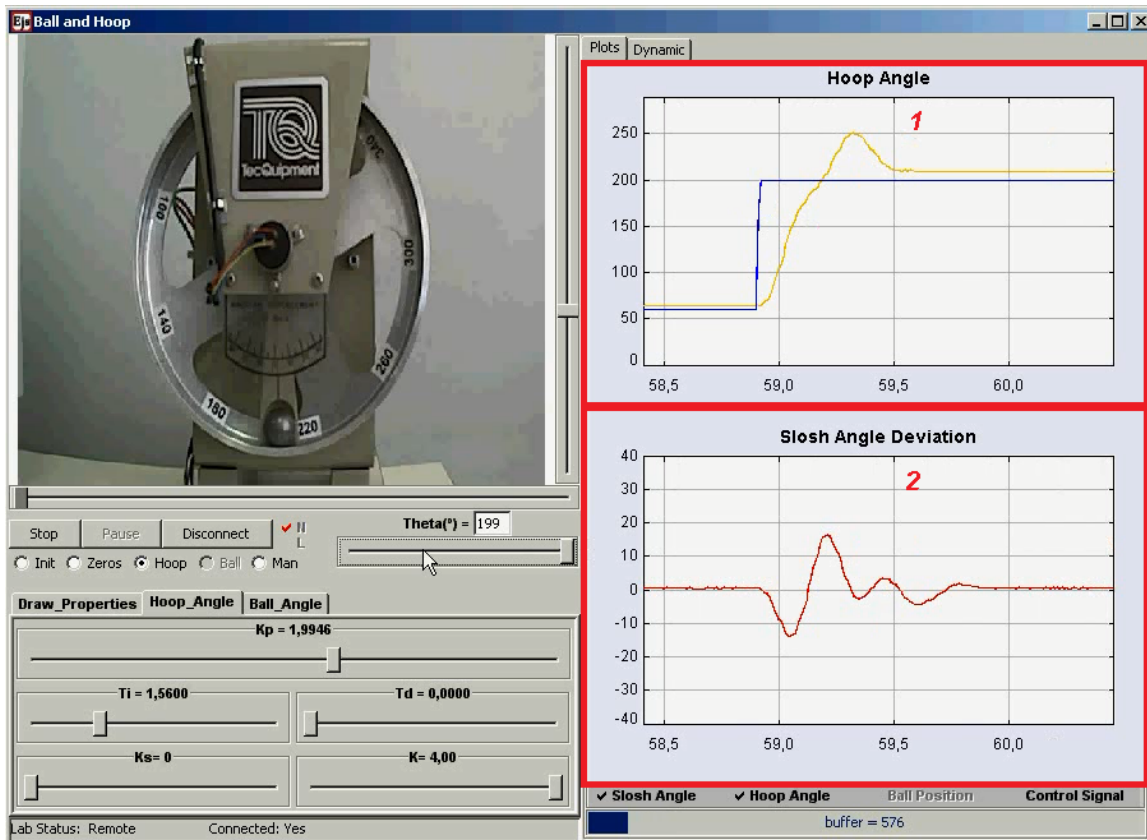 Ejs Ball and Hoop
TQ
TecQuipment
340
100
300
140
260
180
220
Stop Pause Disconnect N
L
Theta(º) = 199
Init Zeros Hoop Ball Man
Draw_Properties Hoop_Angle Ball_Angle
Kp = 1,9946
Ti = 1,5600 Td = 0,0000
Ks= 0 K= 4,00
Lab Status: Remote Connected: Yes
Plots Dynamic
Hoop Angle
1
250
200
150
100
50
0
58,5 59,0 59,5 60,0
Slosh Angle Deviation
2
40
30
20
10
0
-10
-20
-30
-40
58,5 59,0 59,5 60,0
Slosh Angle Hoop Angle Ball Position Control Signal
buffer = 576